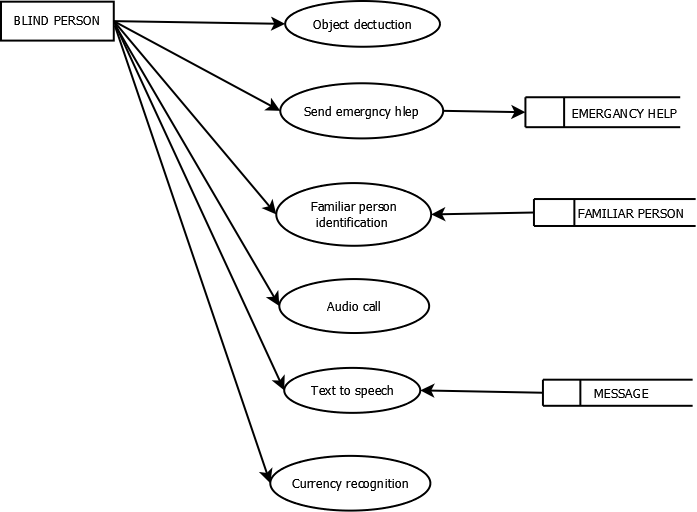 BLIND PERSON
Object dectuction
Send emergncy hlep
EMERGANCY HELP
Familiar person
identification
FAMILIAR PERSON
Audio call
Text to speech
MESSAGE
Currency recognition